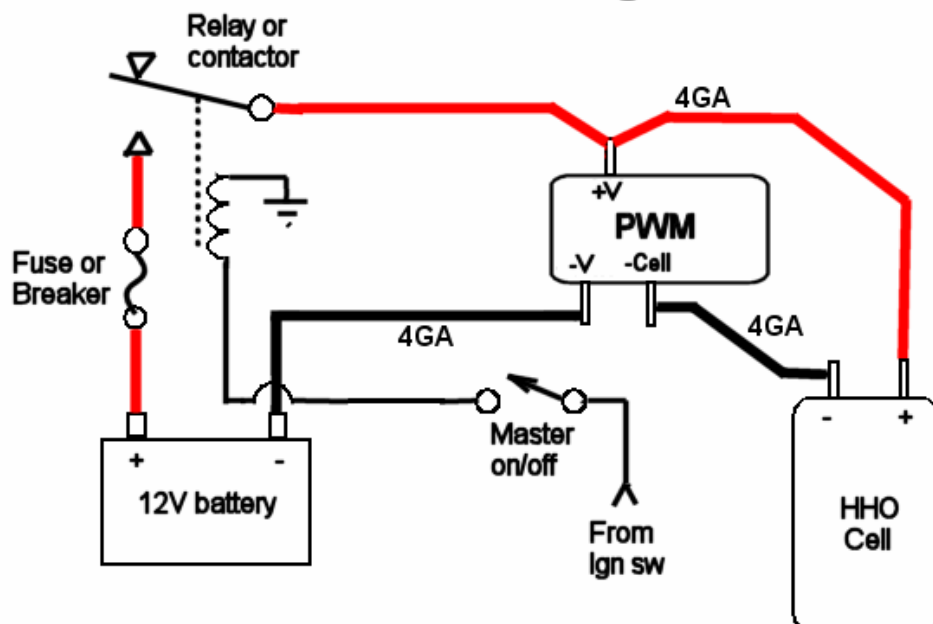 Relay or
contactor
4GA
+V
PWM
-V
-Cell
Fuse or
Breaker
4GA
4GA
+
-
12V battery
Master
on/off
From
Ign sw
-
+
HHO
Cell